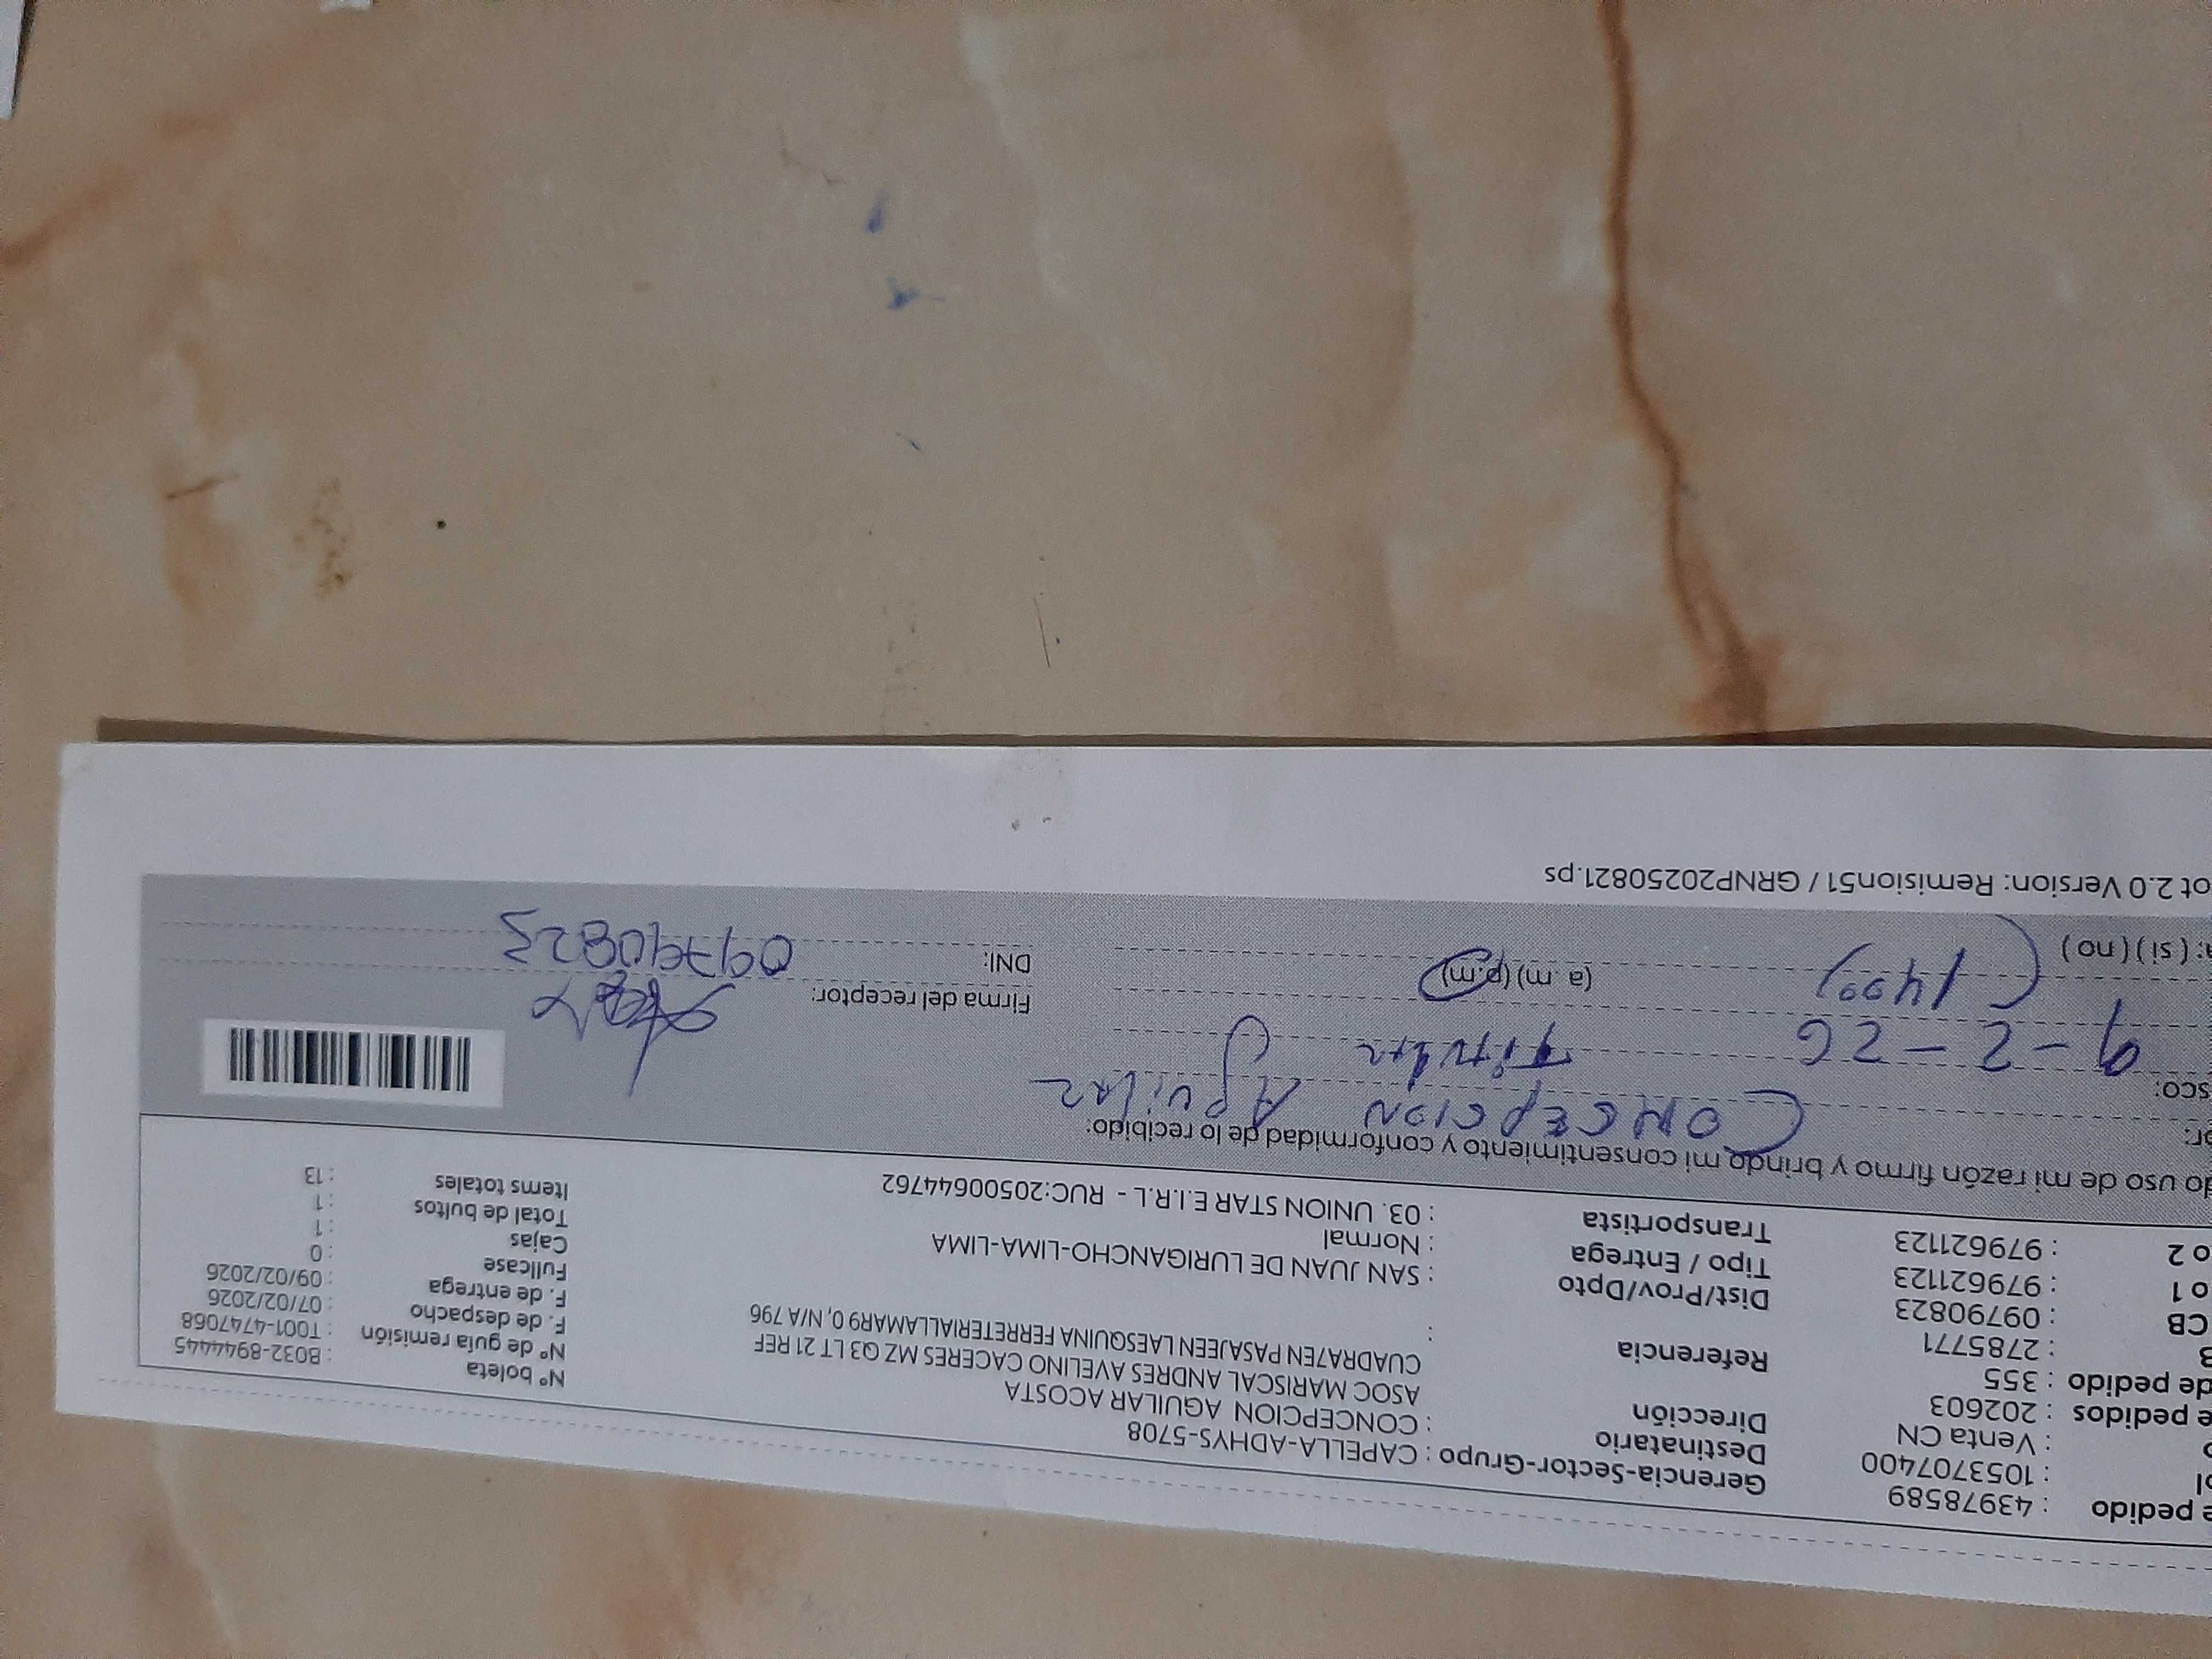 e pedido : 43978589 Gerencia-Sector-Grupo : CAPELLA-ADHYS-5708 Nº boleta : B032-8944445
ol : 1053707400 Destinatario : CONCEPCION AGUILAR ACOSTA Nº de guía remisión : T001-4747068
: Venta CN Dirección ASOC MARISCAL ANDRES AVELINO CACERES MZ Q3 LT 21 REF F. de despacho : 07/02/2026
e pedidos : 202603 CUADRA7EN PASAJEEN LAESQUINA FERRETERIALLAMAR9 0, N/A 796 F. de entrega : 09/02/2026
de pedido : 355 Referencia : Fullcase : 0
: 2785771 Dist/Prov/Dpto : SAN JUAN DE LURIGANCHO-LIMA-LIMA Cajas : 1
CB : 09790823 Tipo / Entrega : Normal Total de bultos : 1
o 1 : 979621123 Transportista : 03. UNION STAR E.I.R.L - RUC:20500644762 Items totales : 13
o 2 : 979621123
do uso de mi razón firmo y brindo mi consentimiento y conformidad de lo recibido:
or: CONCEPCION Aguilar
sco: Titular
9-2-26
(1400) (a. m) (p.m) Firma del receptor:
a: ( si ) ( no ) DNI: 09790823
ot 2.0 Version: Remision51 / GRNP20250821.ps